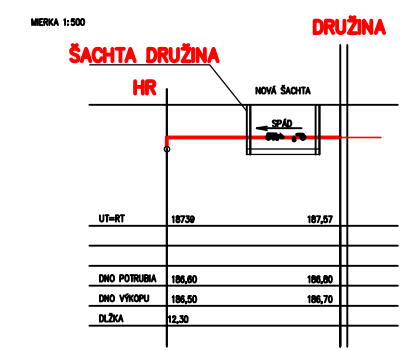 MIERKA 1:500
DRUŽINA
ŠACHTA DRUŽINA
HR
NOVÁ ŠACHTA
SPÁD
UT=RT 18739 187,57
DNO POTRUBIA 186,60 186,80
DNO VÝKOPU 186,50 186,70
DLŽKA 12,30